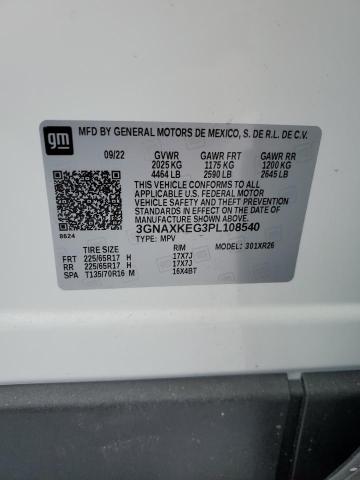 gm
MFD BY GENERAL MOTORS DE MEXICO, S. DE R.L. DE C.V.
09/22 GVWR GAWR FRT GAWR RR
2025 KG 1175 KG 1200 KG
4464 LB 2590 LB 2645 LB
THIS VEHICLE CONFORMS TO ALL
APPLICABLE U.S. FEDERAL MOTOR
VEHICLE SAFETY AND THEFT PREVENTION
STANDARDS IN EFFECT ON THE DATE OF
MANUFACTURE SHOWN ABOVE.
3GNAXKEG3PL108540
TYPE: MPV MODEL: 301XR26
8624
TIRE SIZE RIM
FRT 225/65R17 H 17X7J
RR 225/65R17 H 17X7J
SPA T135/70R16 M 16X4BT